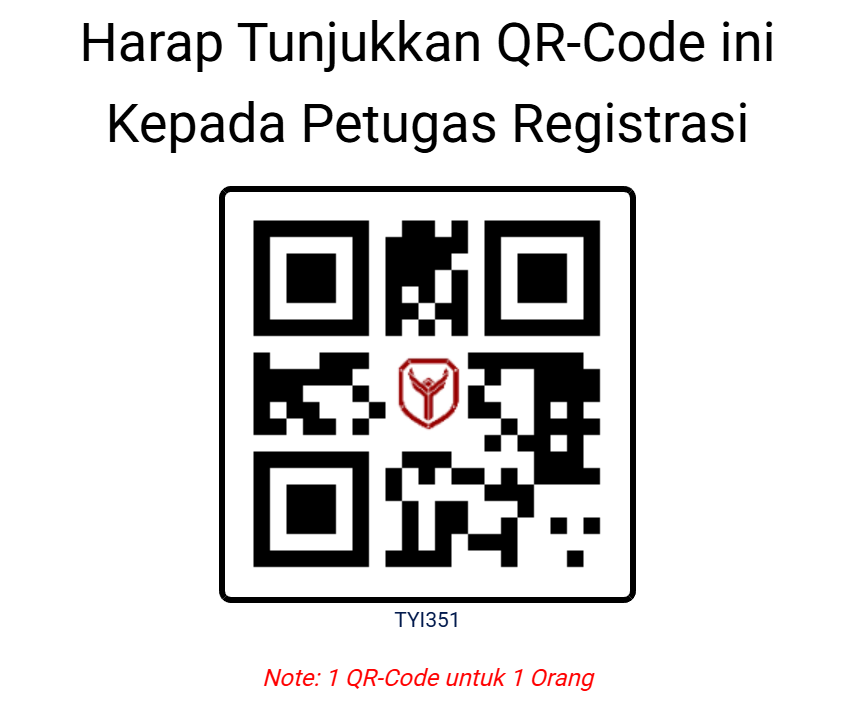 Harap Tunjukkan QR-Code ini
Kepada Petugas Registrasi
TYI351
Note: 1 QR-Code untuk 1 Orang